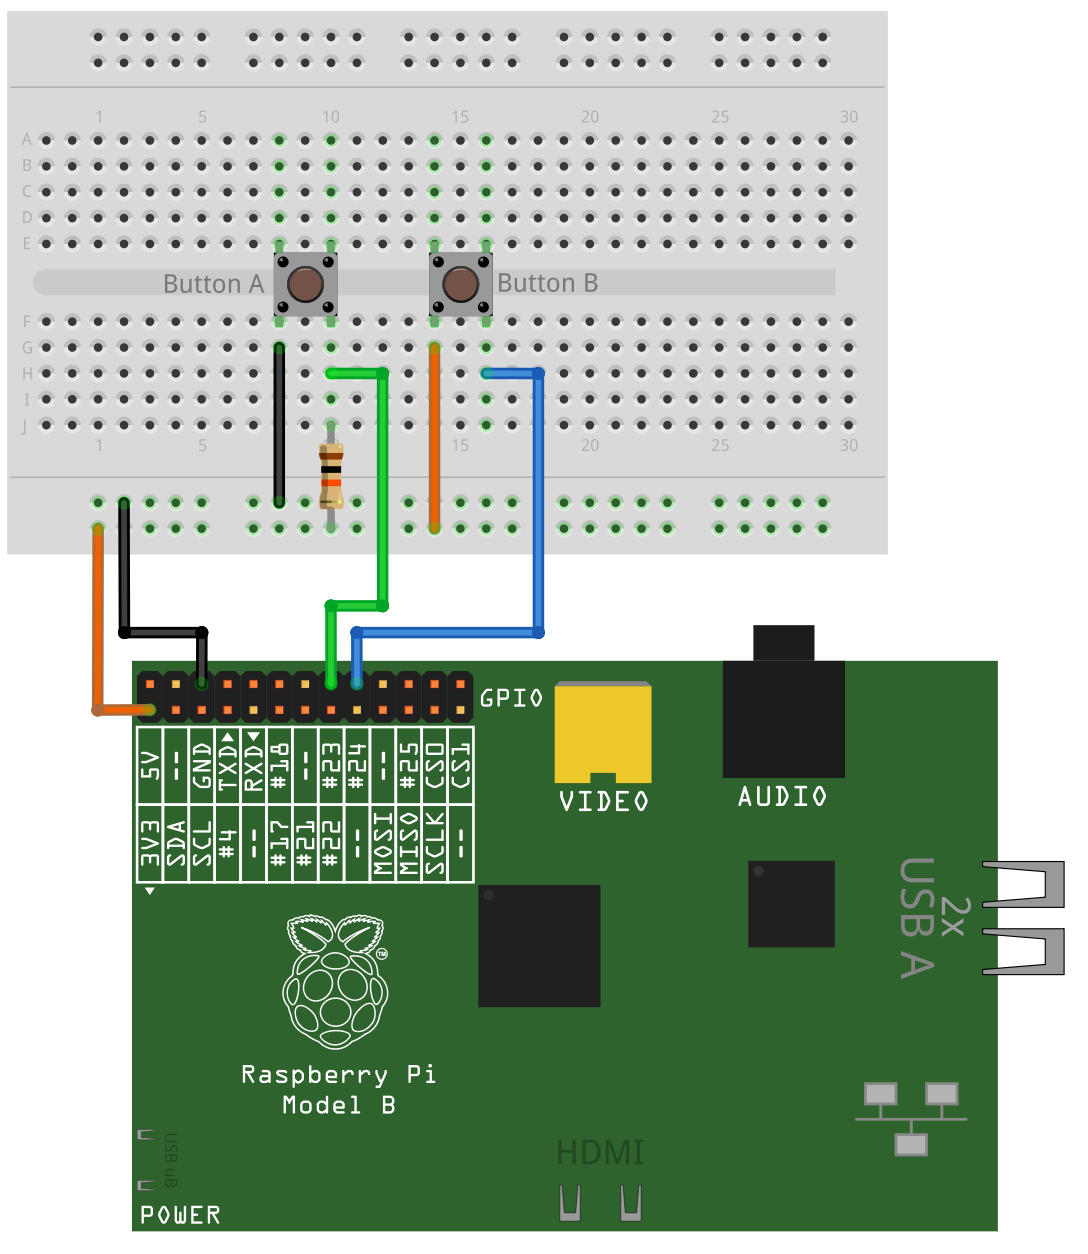 1 5 10 15 20 25 30
A
B
C
D
E
Button A Button B
F
G
H
I
J
1 5 15 20 25 30
GPIO
5V -- GND TXD RXD #18 -- #23 #24 -- #25 CS0 CS1
3V3 SDA SCL #4 -- #17 #21 #22 -- MOSI MISO SCLK --
VIDEO
AUDIO
2x
USB A
TM
Raspberry Pi
Model B
USB uB
HDMI
POWER